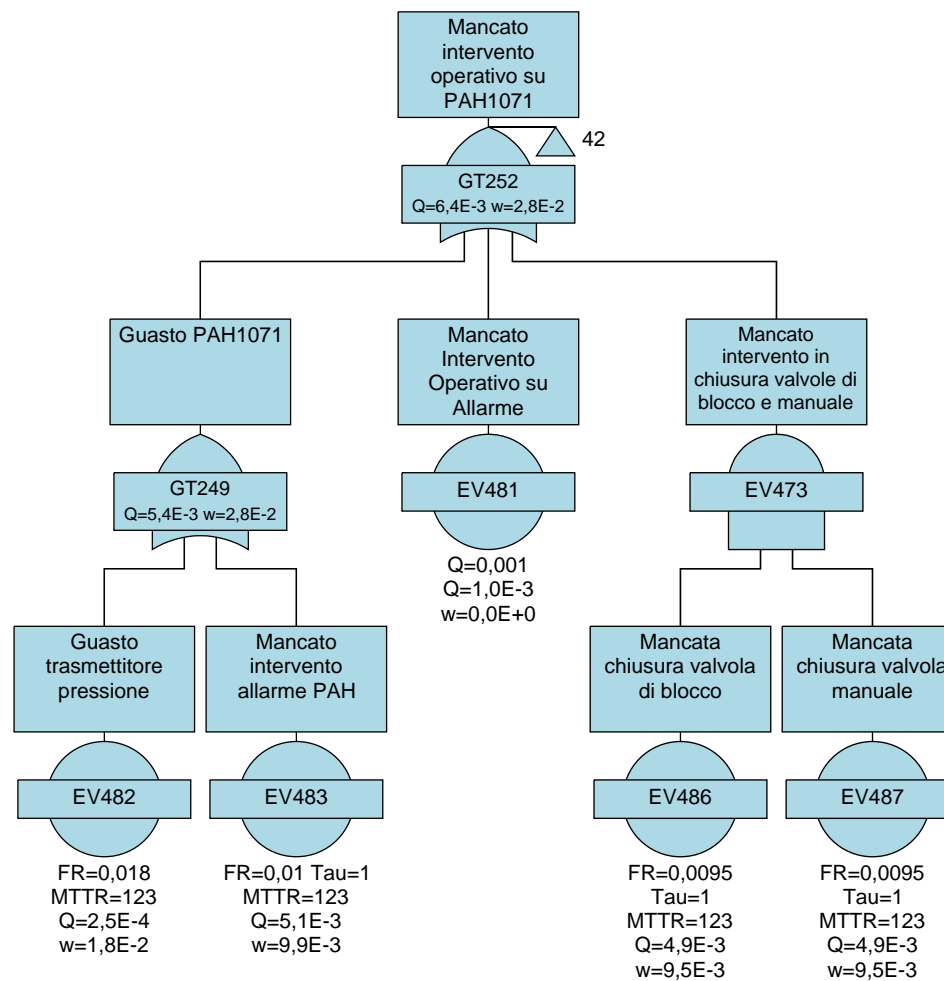 Mancato
intervento
operativo su
PAH1071
42
GT252
Q=6,4E-3 w=2,8E-2
Guasto PAH1071
Mancato
Intervento
Operativo su
Allarme
Mancato
intervento in
chiusura valvole di
blocco e manuale
GT249
Q=5,4E-3 w=2,8E-2
EV481
Q=0,001
Q=1,0E-3
w=0,0E+0
EV473
Guasto
trasmettitore
pressione
Mancato
intervento
allarme PAH
Mancata
chiusura valvola
di blocco
Mancata
chiusura valvola
manuale
EV482
FR=0,018
MTTR=123
Q=2,5E-4
w=1,8E-2
EV483
FR=0,01 Tau=1
MTTR=123
Q=5,1E-3
w=9,9E-3
EV486
FR=0,0095
Tau=1
MTTR=123
Q=4,9E-3
w=9,5E-3
EV487
FR=0,0095
Tau=1
MTTR=123
Q=4,9E-3
w=9,5E-3